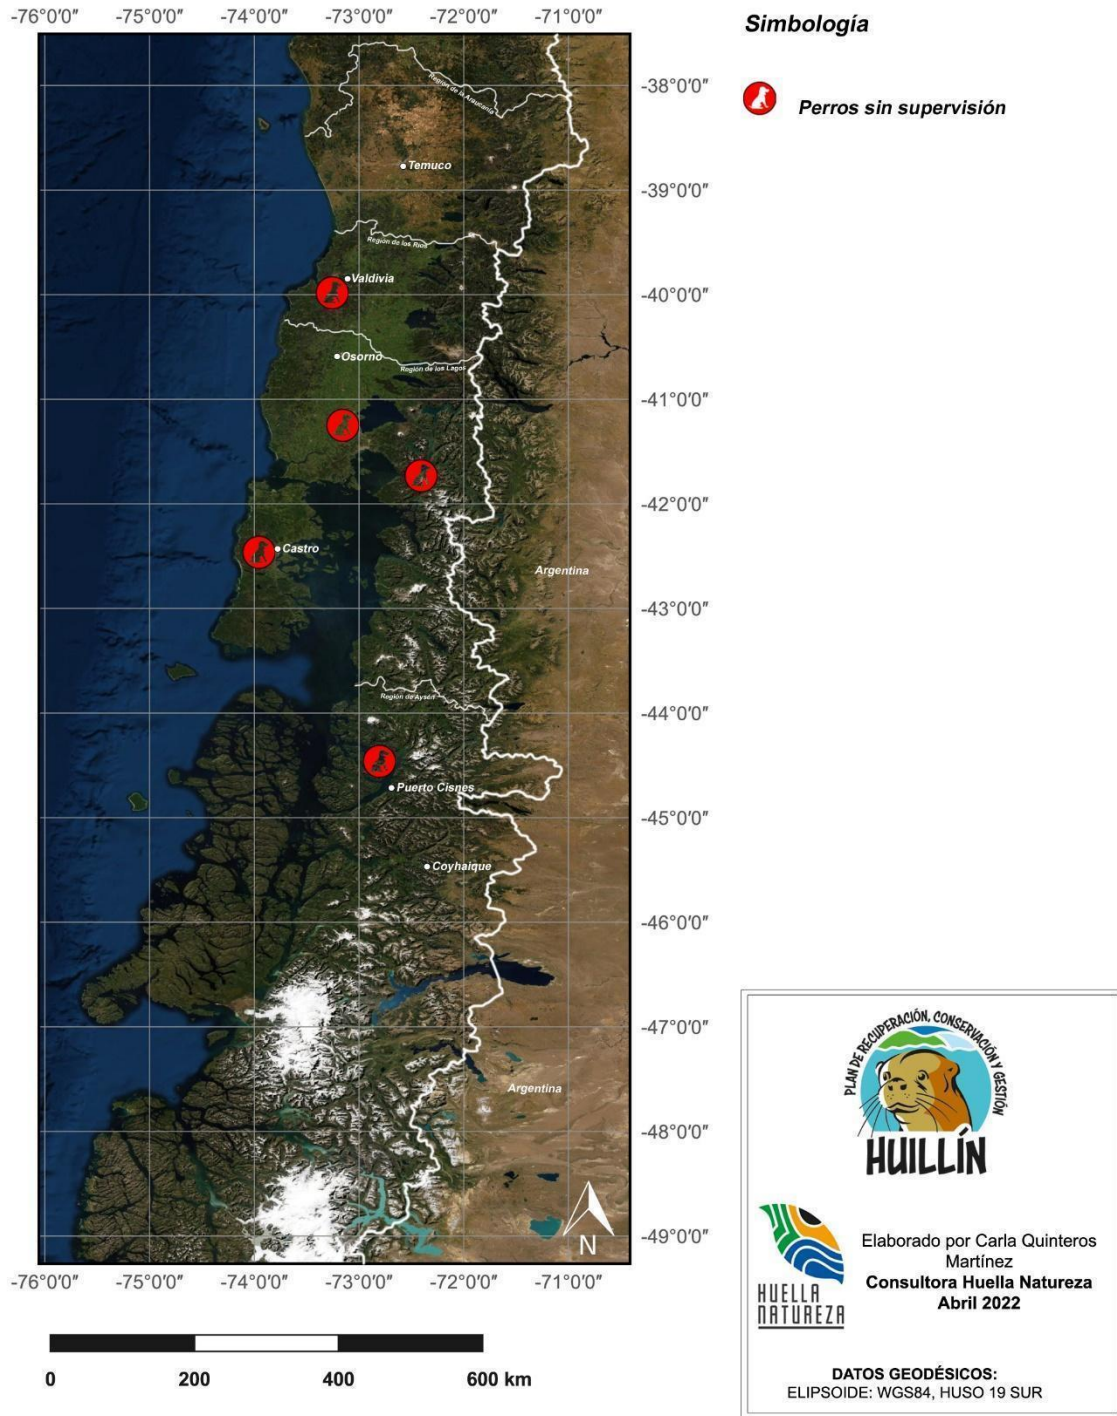 -76°0'0" -75°0'0" -74°0'0" -73°0'0" -72°0'0" -71°0'0"
Simbología
Perros sin supervisión
-38°0'0"
Región de la Araucanía
Temuco
-39°0'0"
Región de los Ríos
Valdivia
-40°0'0"
Osorno
Región de los Lagos
-41°0'0"
-42°0'0"
Castro
Argentina
-43°0'0"
Región de Aysén
-44°0'0"
Puerto Cisnes
-45°0'0"
Coyhaique
-46°0'0"
-47°0'0"
Argentina
-48°0'0"
N
-49°0'0"
-76°0'0" -75°0'0" -74°0'0" -73°0'0" -72°0'0" -71°0'0"
0 200 400 600 km
PLAN DE RECUPERACIÓN, CONSERVACIÓN Y GESTIÓN
HUILLÍN
HUELLA
NATUREZA
Elaborado por Carla Quinteros
Martínez
Consultora Huella Natureza
Abril 2022
DATOS GEODÉSICOS:
ELIPSOIDE: WGS84, HUSO 19 SUR